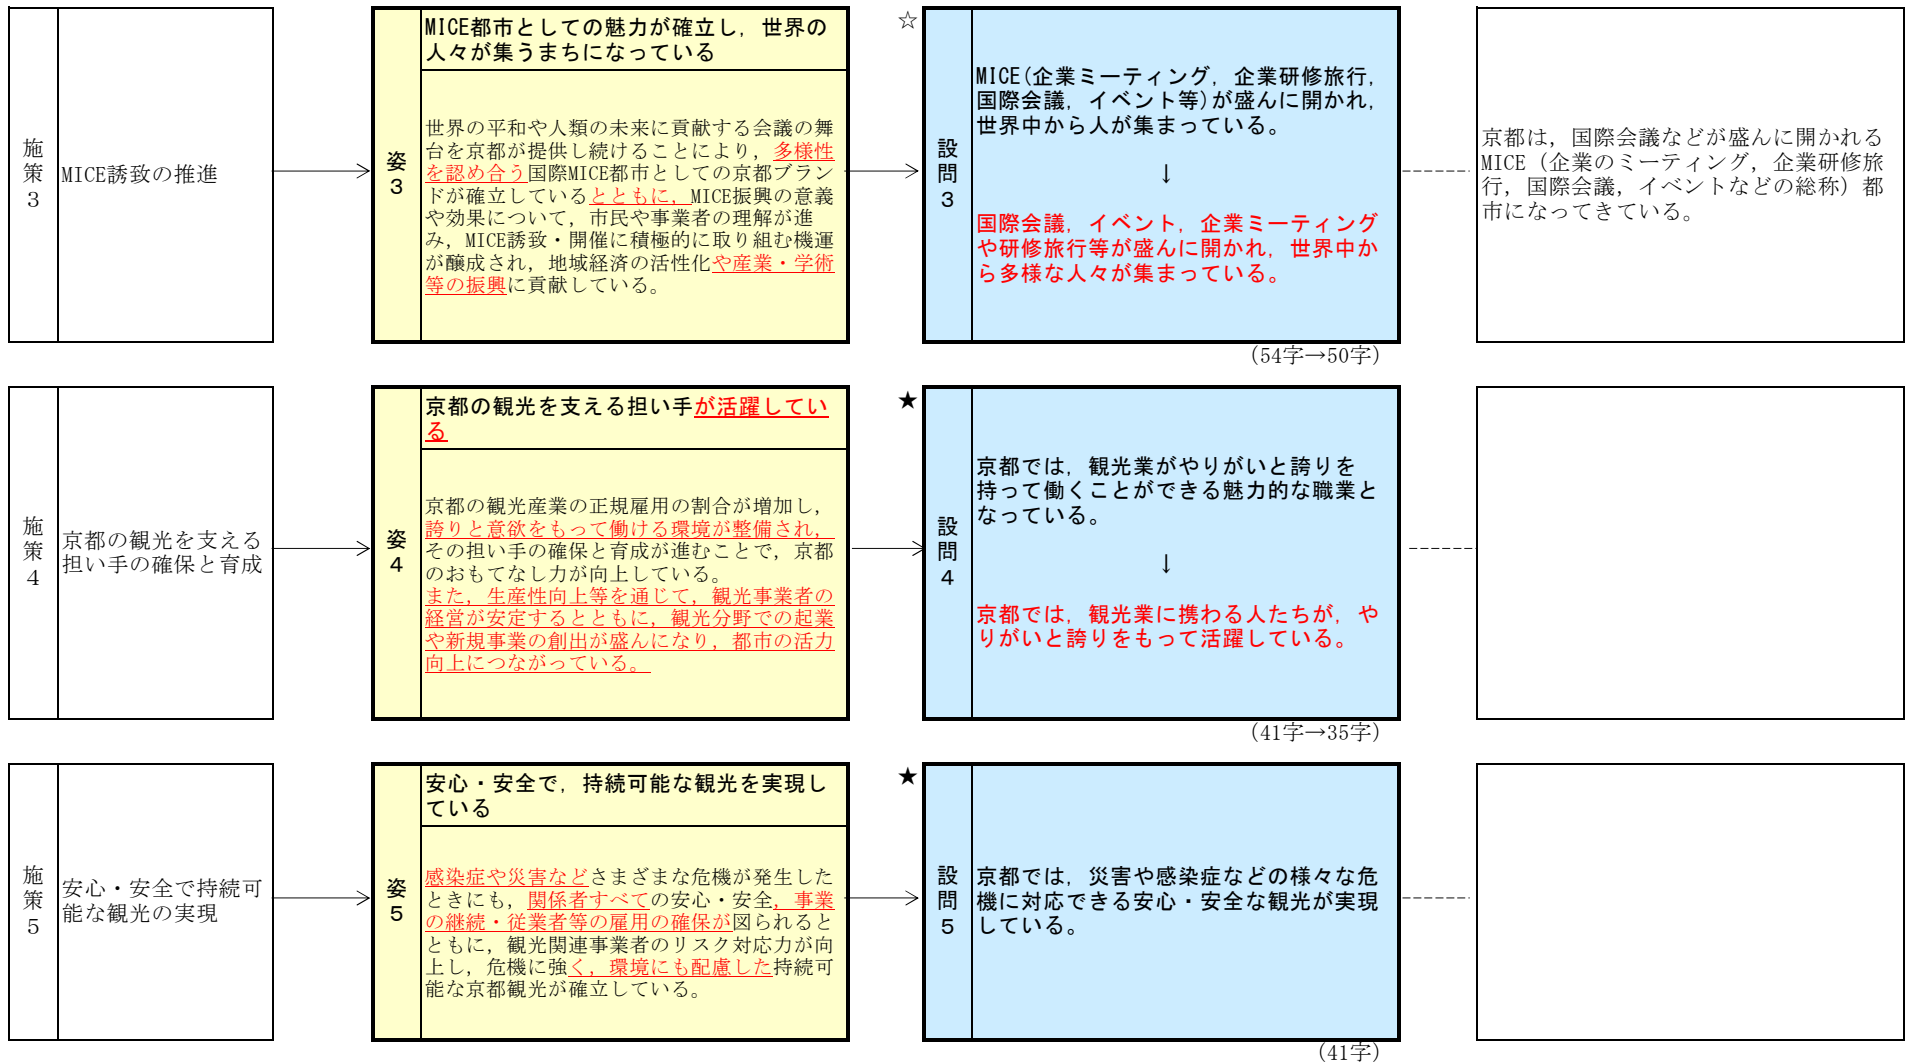 施策3
MICE誘致の推進
姿3
MICE都市としての魅力が確立し，世界の
人々が集うまちになっている
世界の平和や人類の未来に貢献する会議の舞
台を京都が提供し続けることにより，多様性
を認め合う国際MICE都市としての京都ブラン
ドが確立しているとともに，MICE振興の意義
や効果について，市民や事業者の理解が進
み，MICE誘致・開催に積極的に取り組む機運
が醸成され，地域経済の活性化や産業・学術
等の振興に貢献している。
☆
設問3
MICE(企業ミーティング，企業研修旅行，
国際会議，イベント等)が盛んに開かれ，
世界中から人が集まっている。
↓
国際会議，イベント，企業ミーティング
や研修旅行等が盛んに開かれ，世界中か
ら多様な人々が集まっている。
（54字→50字）
京都は，国際会議などが盛んに開かれる
MICE（企業のミーティング，企業研修旅
行，国際会議，イベントなどの総称）都
市になってきている。
施策4
京都の観光を支える
担い手の確保と育成
姿4
京都の観光を支える担い手が活躍してい
る
京都の観光産業の正規雇用の割合が増加し，
誇りと意欲をもって働ける環境が整備され，
その担い手の確保と育成が進むことで，京都
のおもてなし力が向上している。
また，生産性向上等を通じて，観光事業者の
経営が安定するとともに，観光分野での起業
や新規事業の創出が盛んになり，都市の活力
向上につながっている。
★
設問4
京都では，観光業がやりがいと誇りを
持って働くことができる魅力的な職業と
なっている。
↓
京都では，観光業に携わる人たちが，や
りがいと誇りをもって活躍している。
（41字→35字）
施策5
安心・安全で持続可
能な観光の実現
姿5
安心・安全で，持続可能な観光を実現し
ている
感染症や災害などさまざまな危機が発生した
ときにも，関係者すべての安心・安全，事業
の継続・従業者等の雇用の確保が図られると
ともに，観光関連事業者のリスク対応力が向
上し，危機に強く，環境にも配慮した持続可
能な京都観光が確立している。
★
設問5
京都では，災害や感染症などの様々な危
機に対応できる安心・安全な観光が実現
している。
（41字）